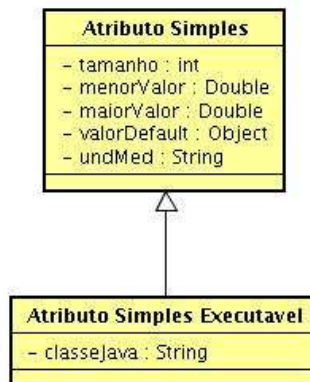 Atributo Simples
- tamanho : int
- menorValor : Double
- maiorValor : Double
- valorDefault : Object
- undMed : String
Atributo Simples Executavel
- classeJava : String